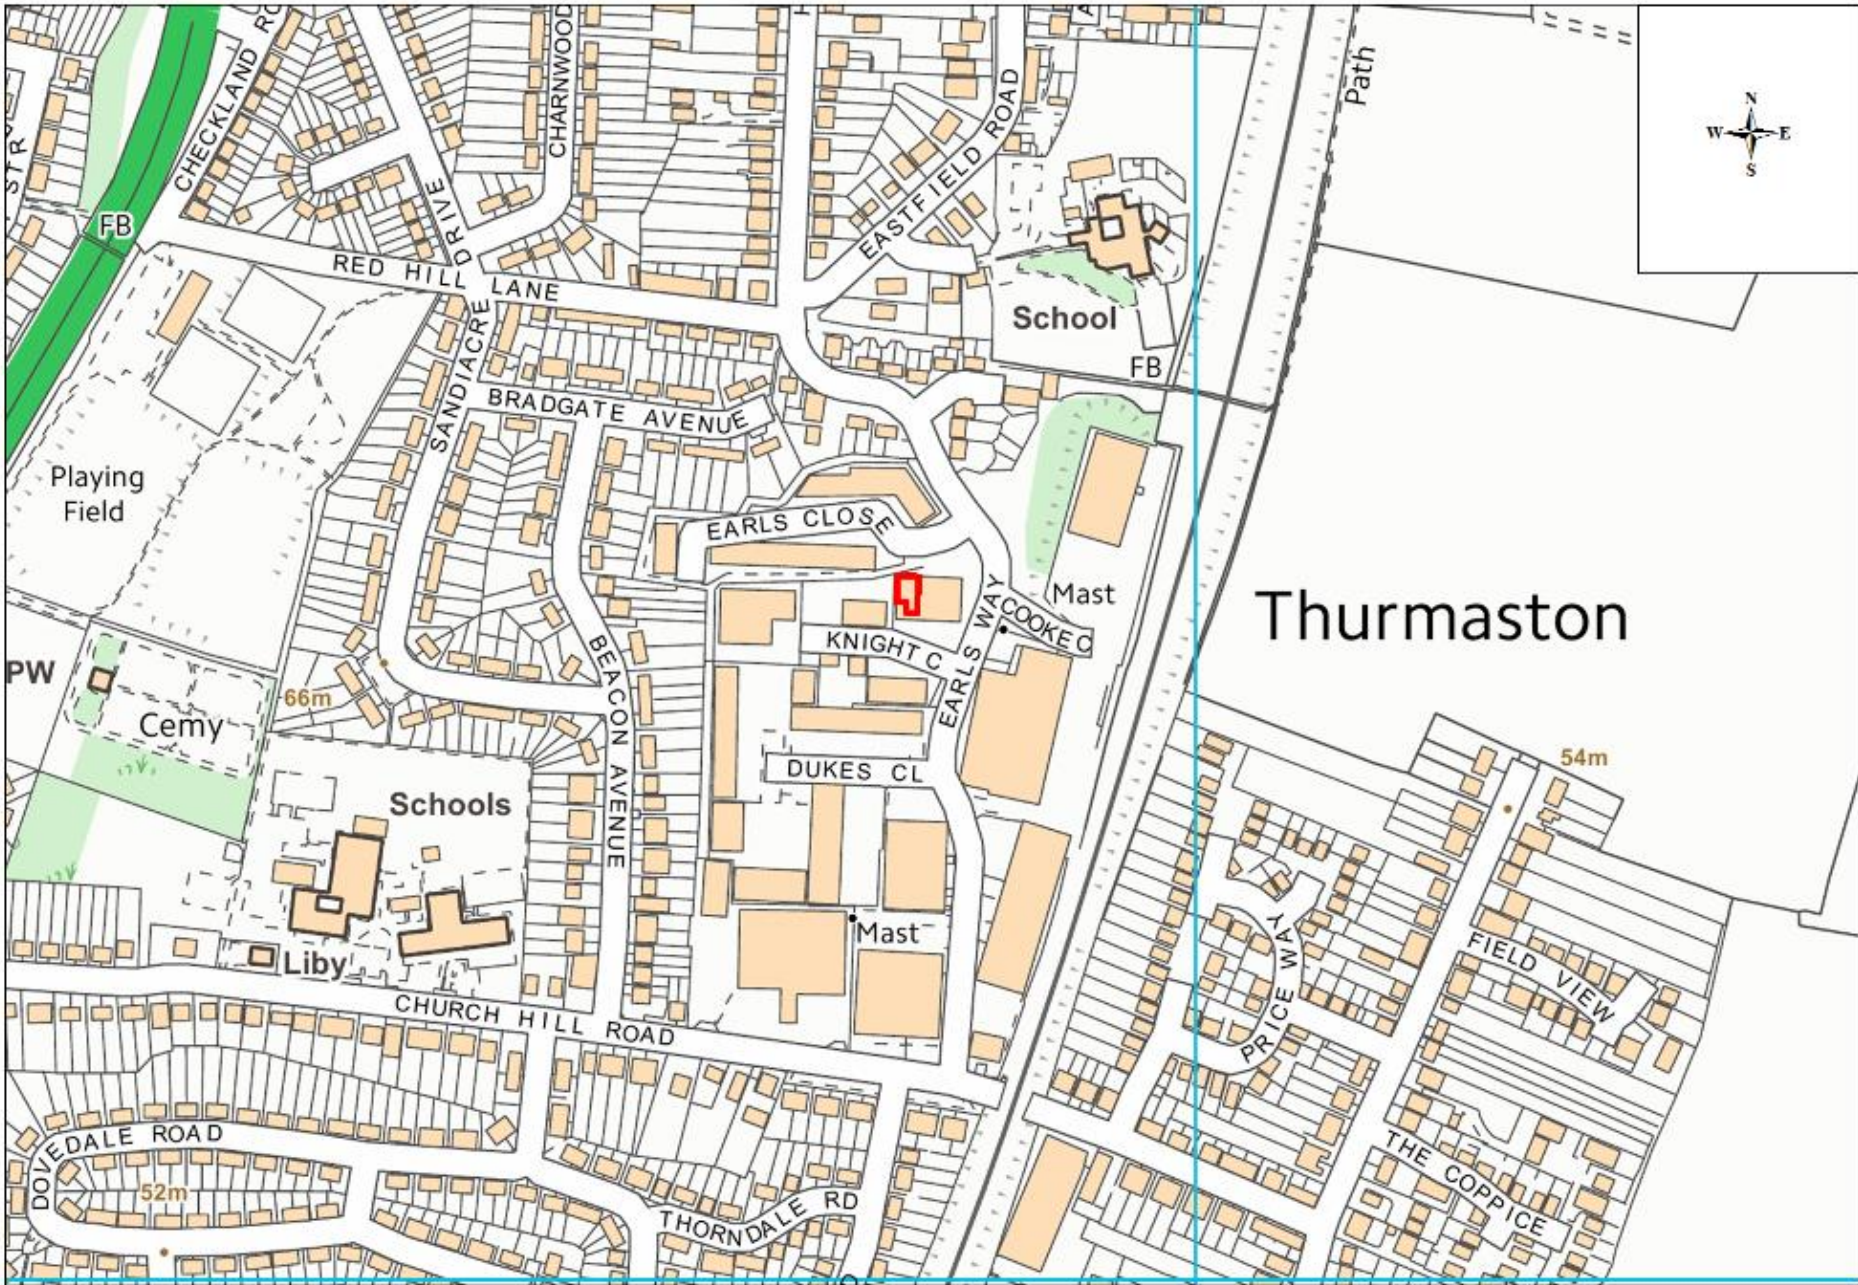 CHECKLAND RO
CHARNWOOD
Path
N
W E
S
STR
EASTFIELD ROAD
FB
DRIVE
RED HILL LANE
School
FB
SANDIACRE
BRADGATE AVENUE
Playing
Field
EARLS CLOSE
Mast
COOKE C
Thurmaston
KNIGHT C
EARLS WAY
PW
66m
Cemy
BEACON AVENUE
DUKES CL
54m
Schools
Mast
Liby
FIELD VIEW
PRICE WAY
CHURCH HILL ROAD
DOVEDALE ROAD
THE COPPICE
52m
THORNDALE RD